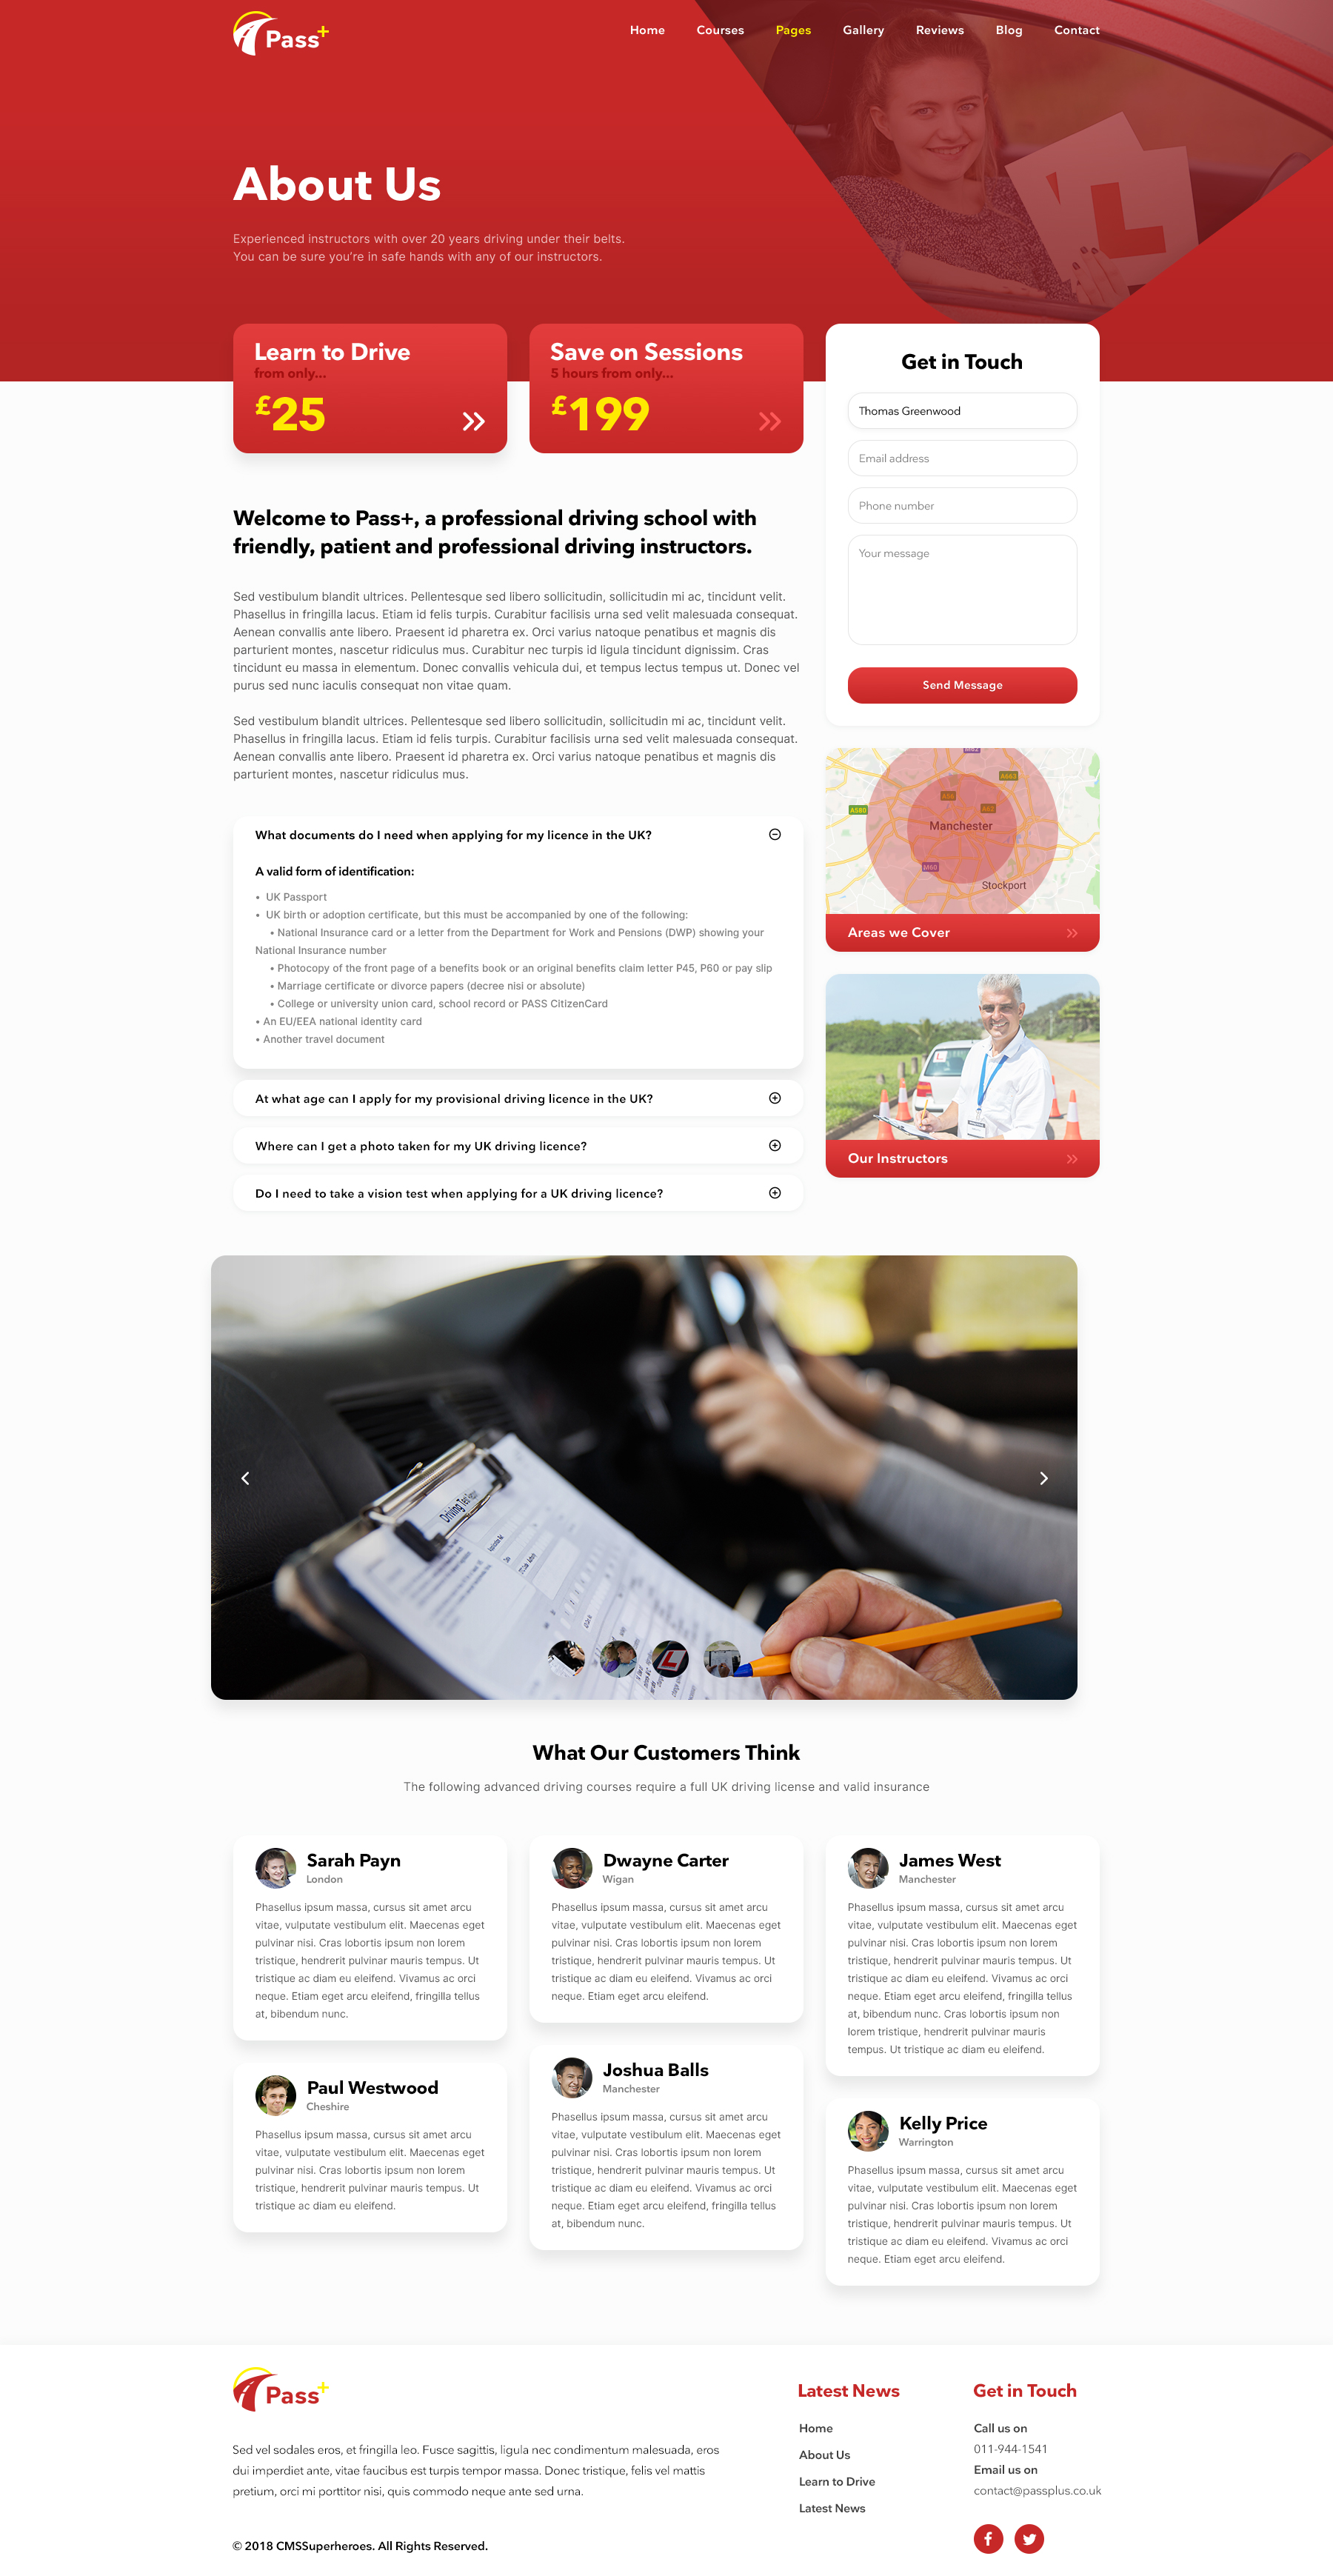 Pass+
Home Courses Pages Gallery Reviews Blog Contact
About Us
Experienced instructors with over 20 years driving under their belts.
You can be sure you're in safe hands with any of our instructors.
Learn to Drive
from only...
£25
Save on Sessions
5 hours from only...
£199
Get in Touch
Thomas Greenwood
Email address
Phone number
Your message
Send Message
Welcome to Pass+, a professional driving school with
friendly, patient and professional driving instructors.
Sed vestibulum blandit ultrices. Pellentesque sed libero sollicitudin, sollicitudin mi ac, tincidunt velit.
Phasellus in fringilla lacus. Etiam id felis turpis. Curabitur facilisis urna sed velit malesuada consequat.
Aenean convallis ante libero. Praesent id pharetra ex. Orci varius natoque penatibus et magnis dis
parturient montes, nascetur ridiculus mus. Curabitur nec turpis id ligula tincidunt dignissim. Cras
tincidunt eu massa in elementum. Donec convallis vehicula dui, et tempus lectus tempus ut. Donec vel
purus sed nunc iaculis consequat non vitae quam.
Sed vestibulum blandit ultrices. Pellentesque sed libero sollicitudin, sollicitudin mi ac, tincidunt velit.
Phasellus in fringilla lacus. Etiam id felis turpis. Curabitur facilisis urna sed velit malesuada consequat.
Aenean convallis ante libero. Praesent id pharetra ex. Orci varius natoque penatibus et magnis dis
parturient montes, nascetur ridiculus mus.
What documents do I need when applying for my licence in the UK?
A valid form of identification:
• UK Passport
• UK birth or adoption certificate, but this must be accompanied by one of the following:
• National Insurance card or a letter from the Department for Work and Pensions (DWP) showing your
National Insurance number
• Photocopy of the front page of a benefits book or an original benefits claim letter P45, P60 or pay slip
• Marriage certificate or divorce papers (decree nisi or absolute)
• College or university union card, school record or PASS CitizenCard
• An EU/EEA national identity card
• Another travel document
At what age can I apply for my provisional driving licence in the UK?
Where can I get a photo taken for my UK driving licence?
Do I need to take a vision test when applying for a UK driving licence?
A663
A56
A580
A62
Manchester
M60
Stockport
Areas we Cover
L
Our Instructors
Driving Test
What Our Customers Think
The following advanced driving courses require a full UK driving license and valid insurance
Sarah Payn
London
Phasellus ipsum massa, cursus sit amet arcu
vitae, vulputate vestibulum elit. Maecenas eget
pulvinar nisi. Cras lobortis ipsum non lorem
tristique, hendrerit pulvinar mauris tempus. Ut
tristique ac diam eu eleifend. Vivamus ac orci
neque. Etiam eget arcu eleifend, fringilla tellus
at, bibendum nunc.
Paul Westwood
Cheshire
Phasellus ipsum massa, cursus sit amet arcu
vitae, vulputate vestibulum elit. Maecenas eget
pulvinar nisi. Cras lobortis ipsum non lorem
tristique, hendrerit pulvinar mauris tempus. Ut
tristique ac diam eu eleifend.
Dwayne Carter
Wigan
Phasellus ipsum massa, cursus sit amet arcu
vitae, vulputate vestibulum elit. Maecenas eget
pulvinar nisi. Cras lobortis ipsum non lorem
tristique, hendrerit pulvinar mauris tempus. Ut
tristique ac diam eu eleifend. Vivamus ac orci
neque. Etiam eget arcu eleifend.
Joshua Balls
Manchester
Phasellus ipsum massa, cursus sit amet arcu
vitae, vulputate vestibulum elit. Maecenas eget
pulvinar nisi. Cras lobortis ipsum non lorem
tristique, hendrerit pulvinar mauris tempus. Ut
tristique ac diam eu eleifend. Vivamus ac orci
neque. Etiam eget arcu eleifend, fringilla tellus
at, bibendum nunc.
James West
Manchester
Phasellus ipsum massa, cursus sit amet arcu
vitae, vulputate vestibulum elit. Maecenas eget
pulvinar nisi. Cras lobortis ipsum non lorem
tristique, hendrerit pulvinar mauris tempus. Ut
tristique ac diam eu eleifend. Vivamus ac orci
neque. Etiam eget arcu eleifend, fringilla tellus
at, bibendum nunc. Cras lobortis ipsum non
lorem tristique, hendrerit pulvinar mauris
tempus. Ut tristique ac diam eu eleifend.
Kelly Price
Warrington
Phasellus ipsum massa, cursus sit amet arcu
vitae, vulputate vestibulum elit. Maecenas eget
pulvinar nisi. Cras lobortis ipsum non lorem
tristique, hendrerit pulvinar mauris tempus. Ut
tristique ac diam eu eleifend. Vivamus ac orci
neque. Etiam eget arcu eleifend.
Pass+
Sed vel sodales eros, et fringilla leo. Fusce sagittis, ligula nec condimentum malesuada, eros
dui imperdiet ante, vitae faucibus est turpis tempor massa. Donec tristique, felis vel mattis
pretium, orci mi porttitor nisi, quis commodo neque ante sed urna.
© 2018 CMSSuperheroes. All Rights Reserved.
Latest News
Home
About Us
Learn to Drive
Latest News
Get in Touch
Call us on
011-944-1541
Email us on
contact@passplus.co.uk